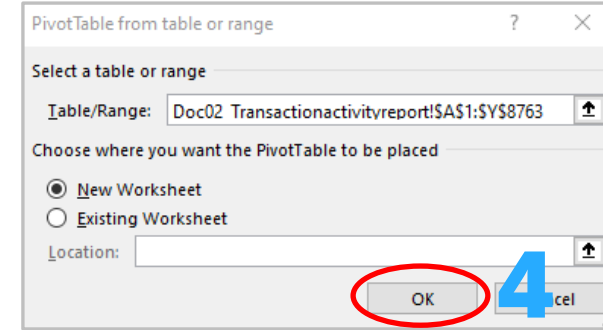 PivotTable from table or range ? ×
Select a table or range
Table/Range: Doc02_Transactionactivityreport!$A$1:$Y$8763
Choose where you want the PivotTable to be placed
New Worksheet
Existing Worksheet
Location:
OK 4 cel